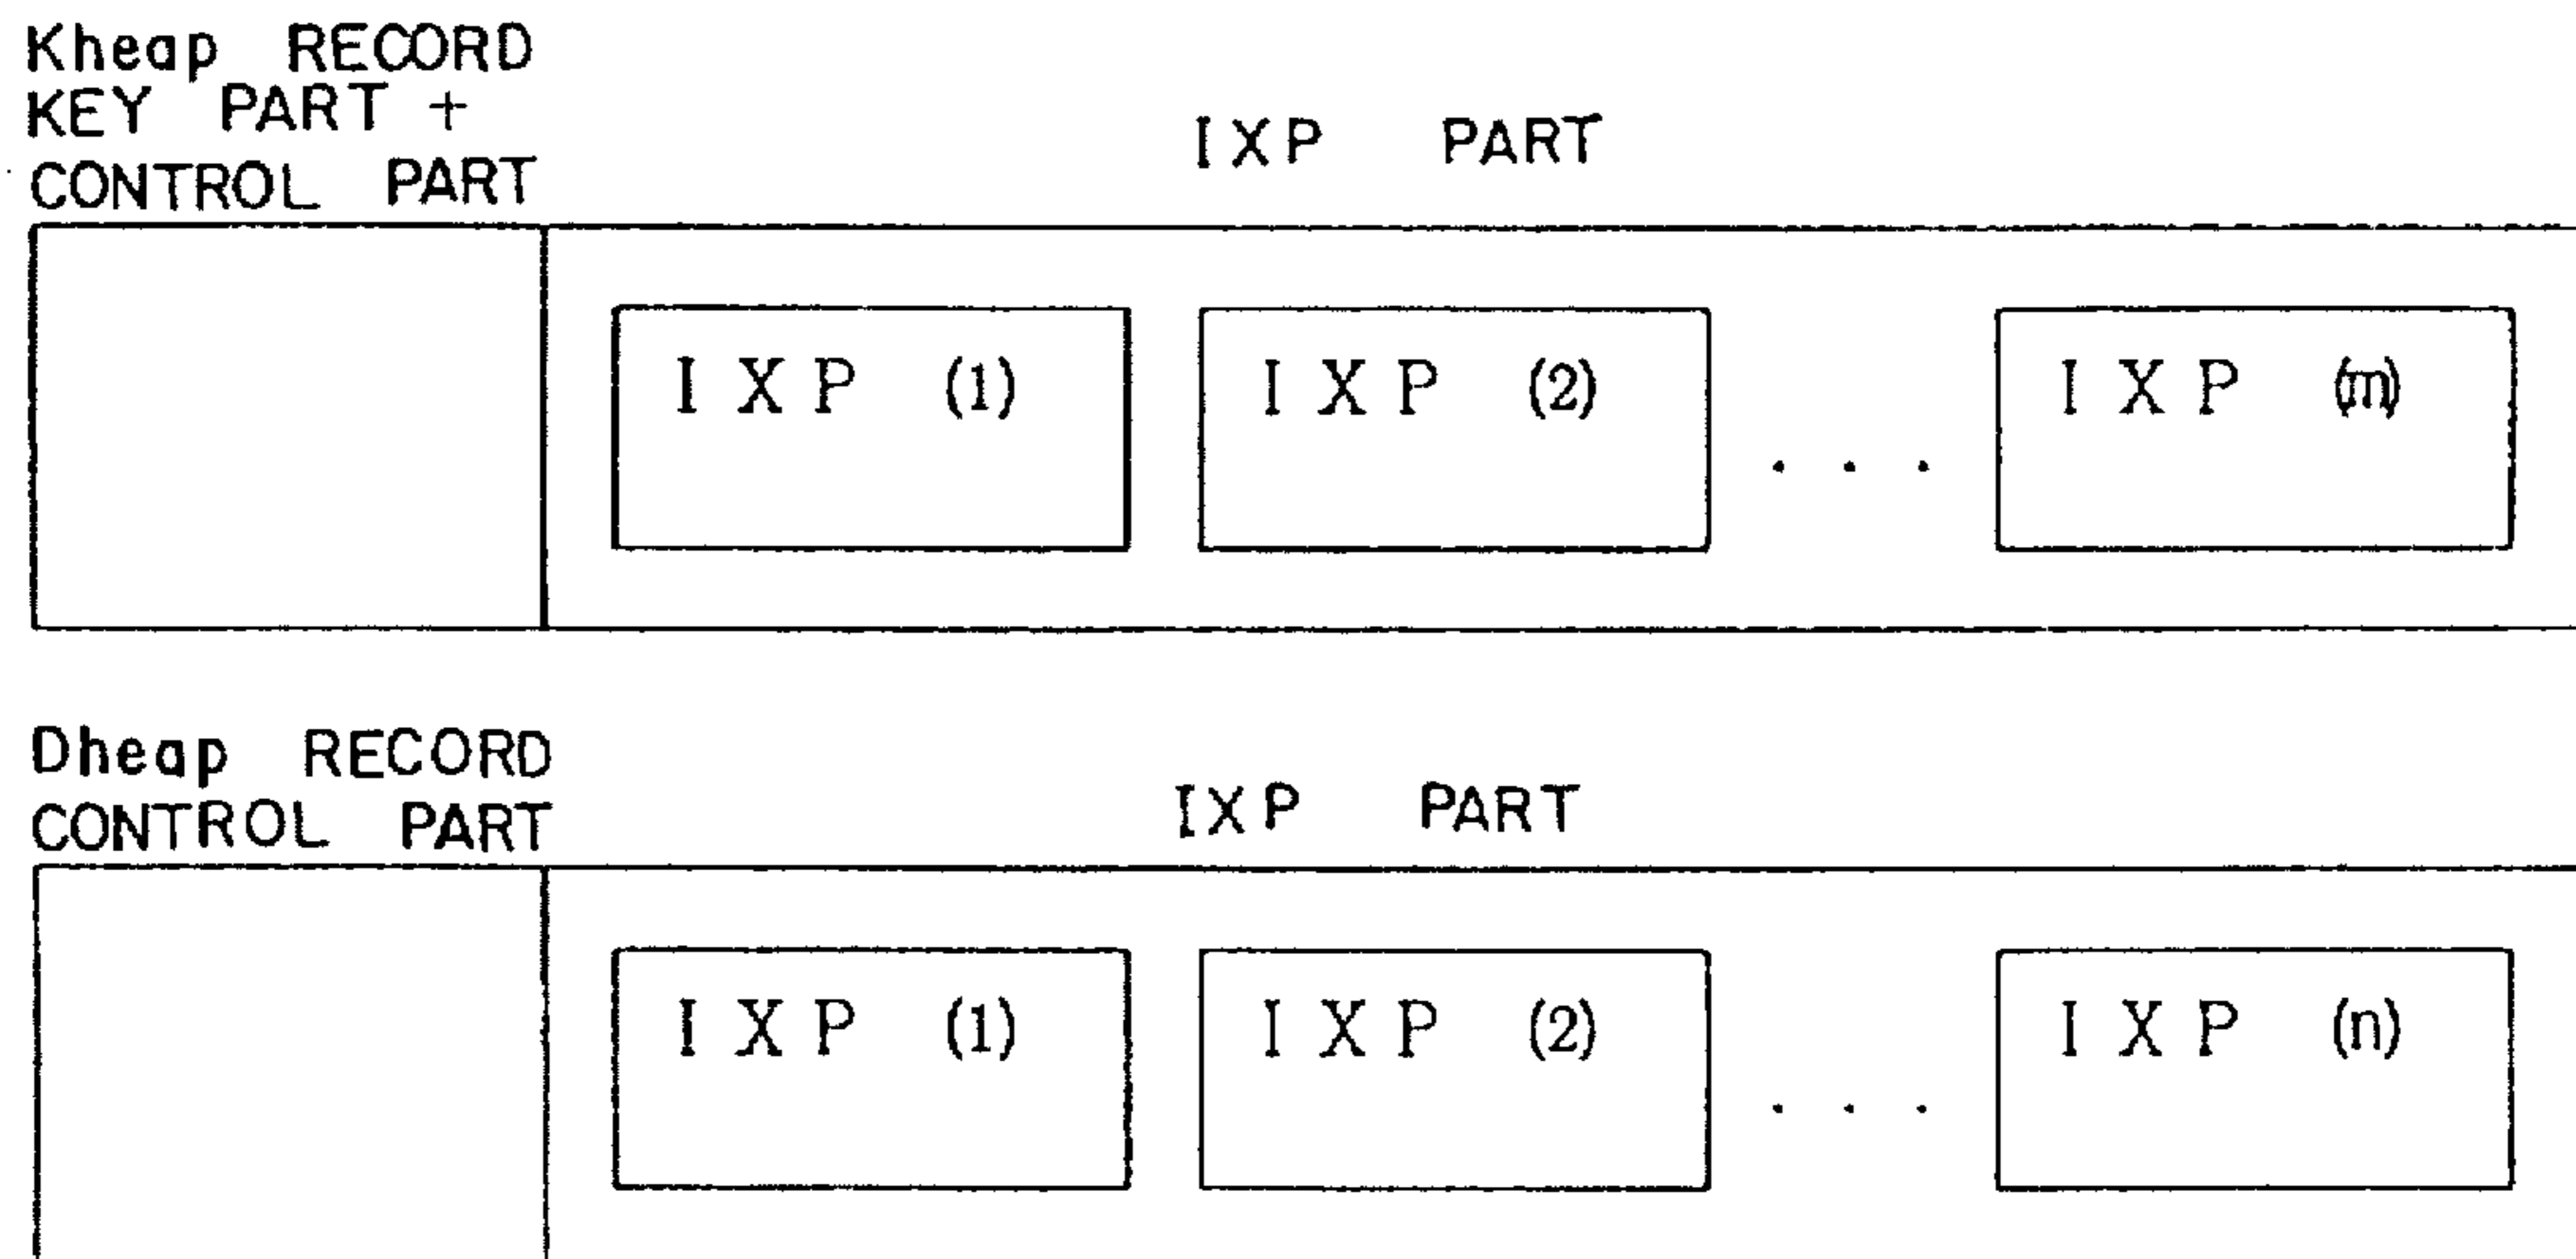 Kheap RECORD
KEY PART +
CONTROL PART
IXP PART
IXP (1)
IXP (2)
...
IXP (m)
Dheap RECORD
CONTROL PART
IXP PART
IXP (1)
IXP (2)
...
IXP (n)